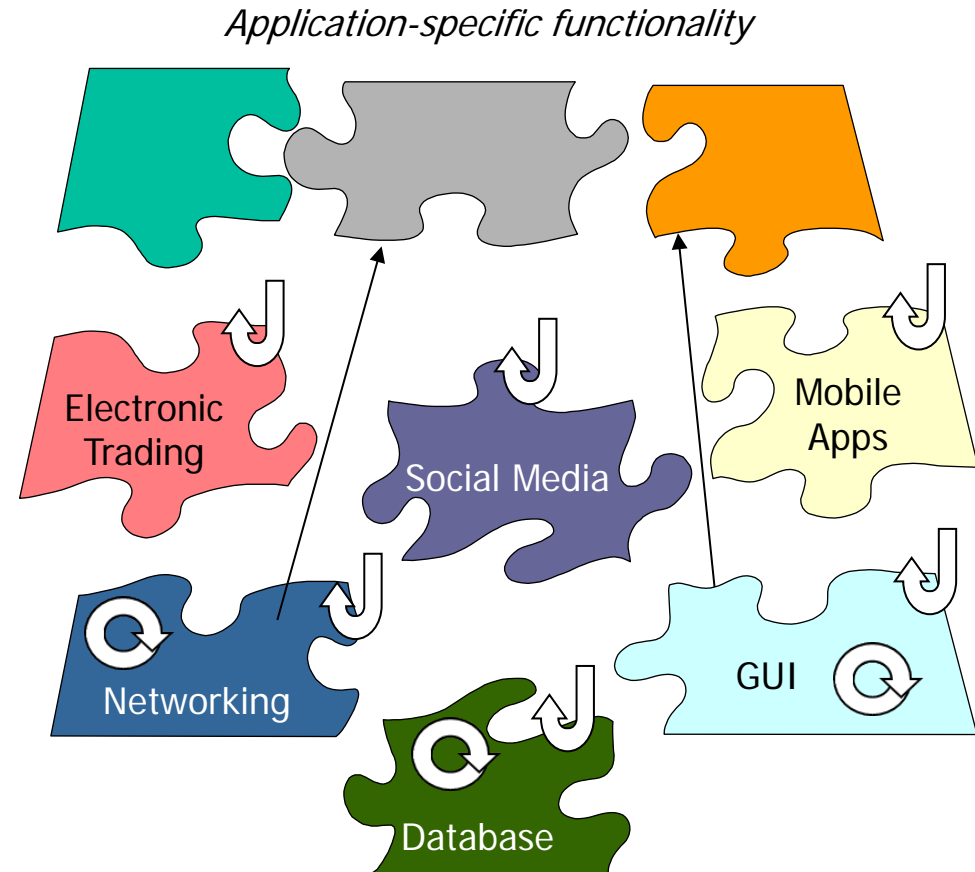 Application-specific functionality
Electronic
Trading
Social Media
Mobile
Apps
Networking
GUI
Database